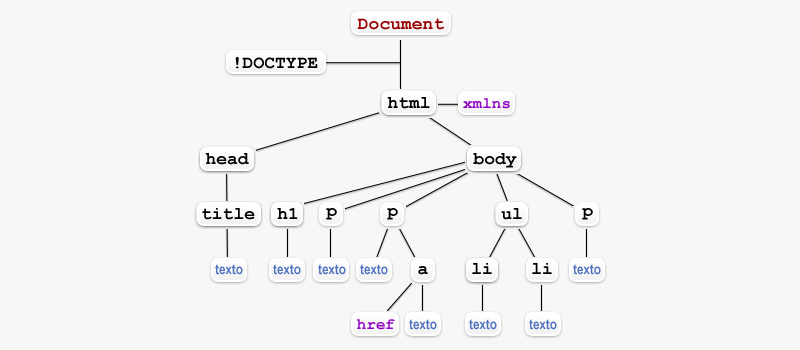 Document
!DOCTYPE
html xmlns
head body
title h1 p p ul p
texto texto texto texto a li li texto
href texto texto texto